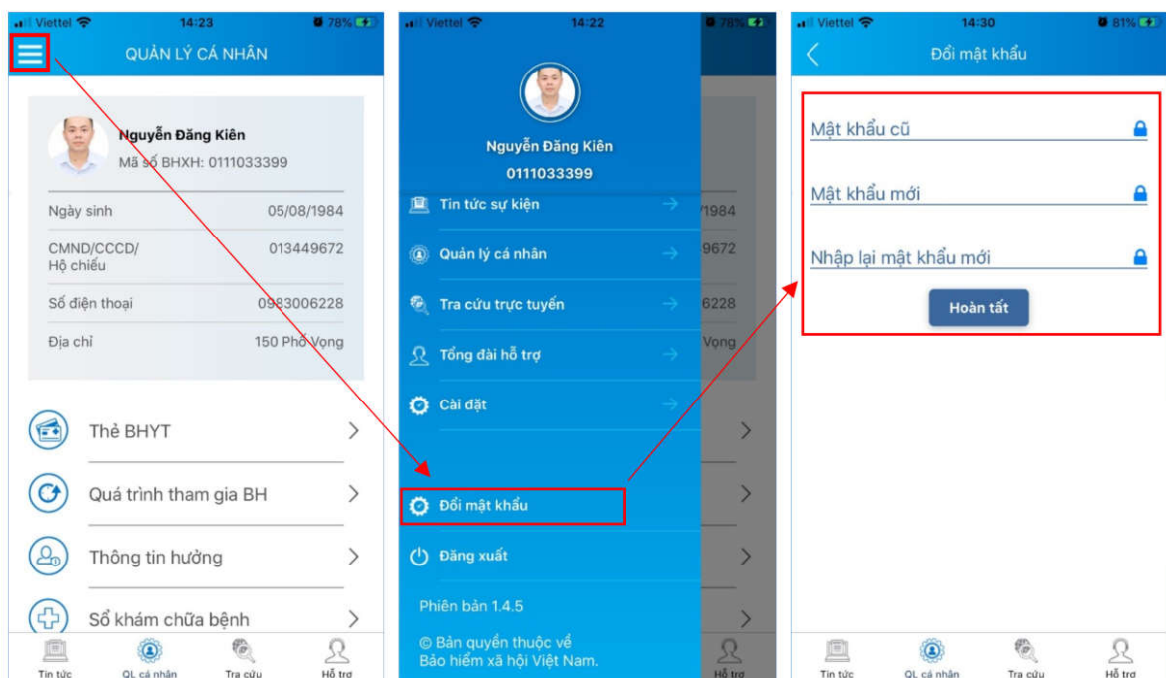 Viettel 14:23 78%
QUẢN LÝ CÁ NHÂN
Nguyễn Đăng Kiên
Mã số BHXH: 0111033399
Ngày sinh 05/08/1984
CMND/CCCD/ 013449672
Hộ chiếu
Số điện thoại 0983006228
Địa chỉ 150 Phố Vọng
Thẻ BHYT
Quá trình tham gia BH
Thông tin hưởng
Sổ khám chữa bệnh
Tin tức QL cá nhân Tra cứu Hỗ trợ
Viettel 14:22 78%
Nguyễn Đăng Kiên
0111033399
Tin tức sự kiện
/1984
Quản lý cá nhân
9672
Tra cứu trực tuyến
6228
Vọng
Tổng đài hỗ trợ
Cài đặt
Đổi mật khẩu
Đăng xuất
Phiên bản 1.4.5
© Bản quyền thuộc về
Bảo hiểm xã hội Việt Nam.
Hỗ trợ
Viettel 14:30 81%
Đổi mật khẩu
Mật khẩu cũ
Mật khẩu mới
Nhập lại mật khẩu mới
Hoàn tất
Tin tức QL cá nhân Tra cứu Hỗ trợ